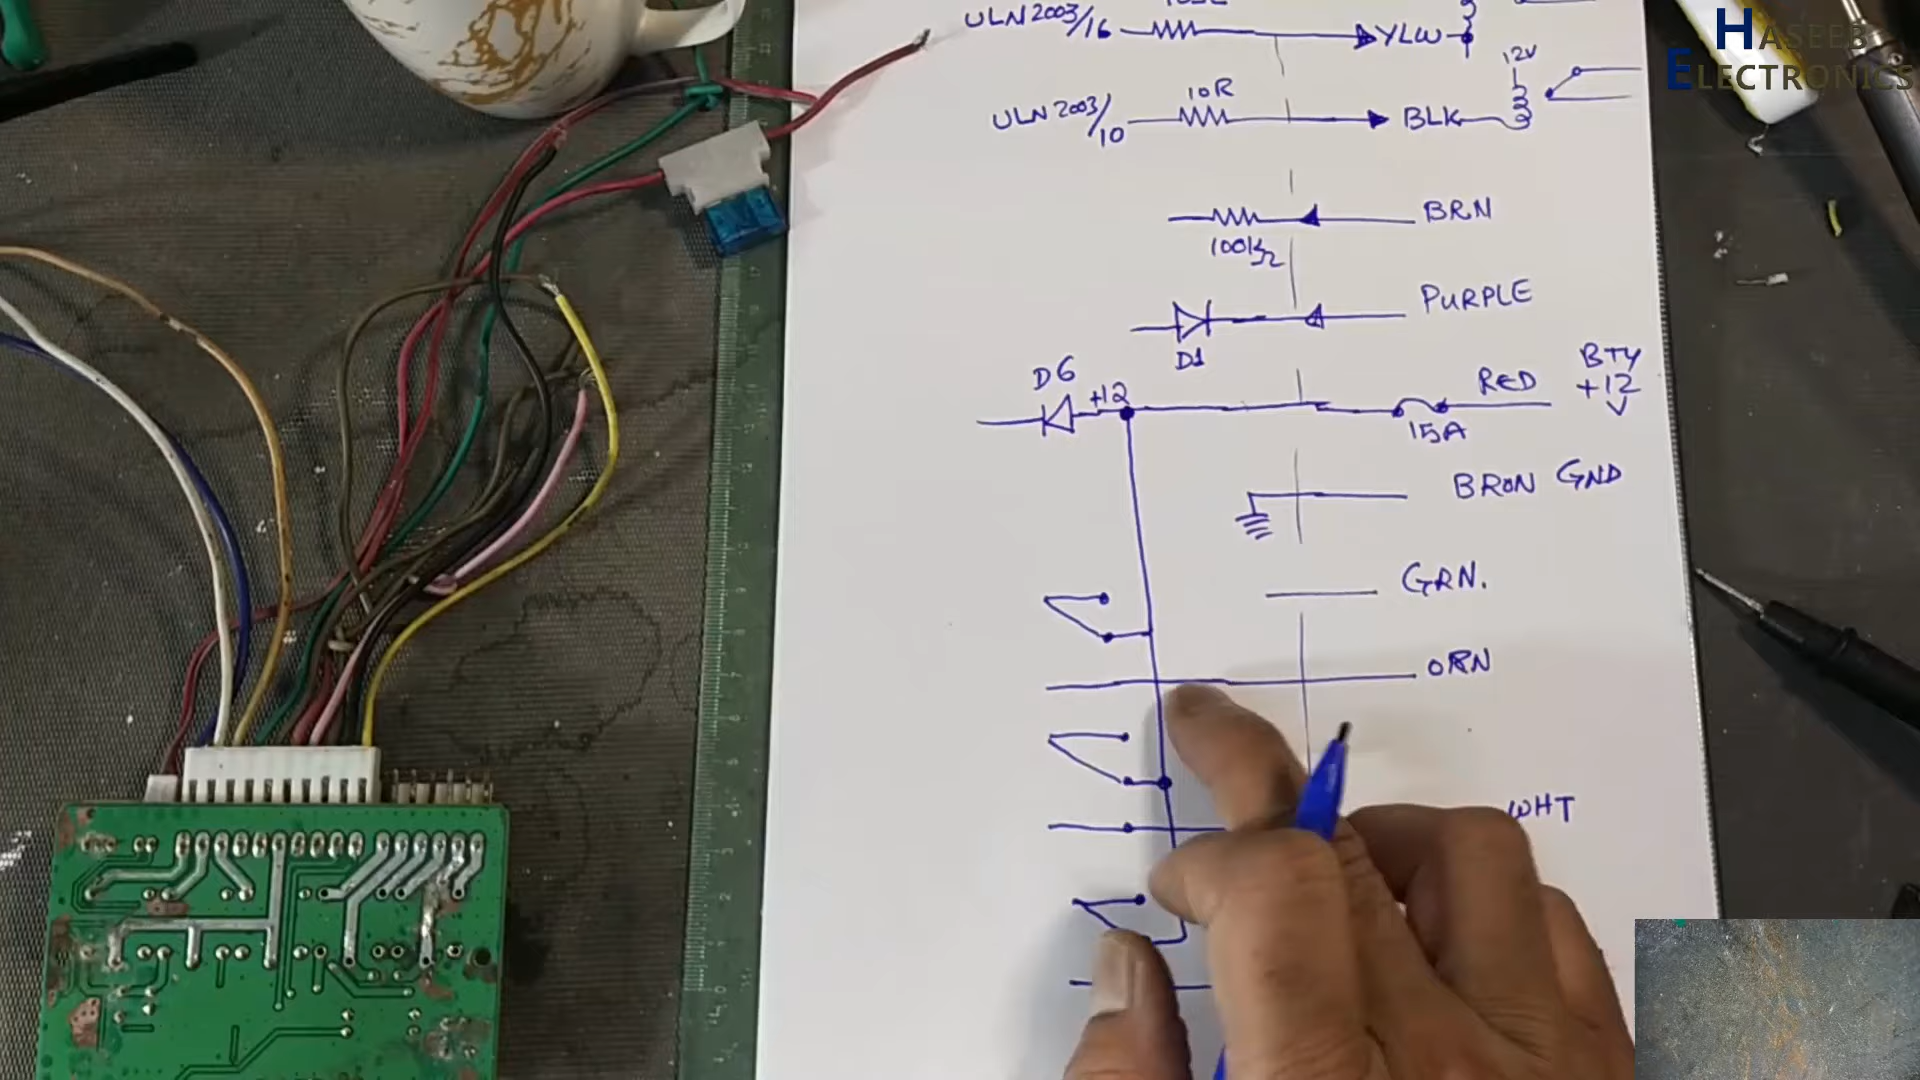 HASEEB
ELECTRONICS
ULN2003/16
YLW
12V
10R
ULN2003/10
BLK
BRN
100KΩ
PURPLE
D1
D6
+12
RED
BTY
+12
V
15A
BRON GND
GRN.
ORN
WHT